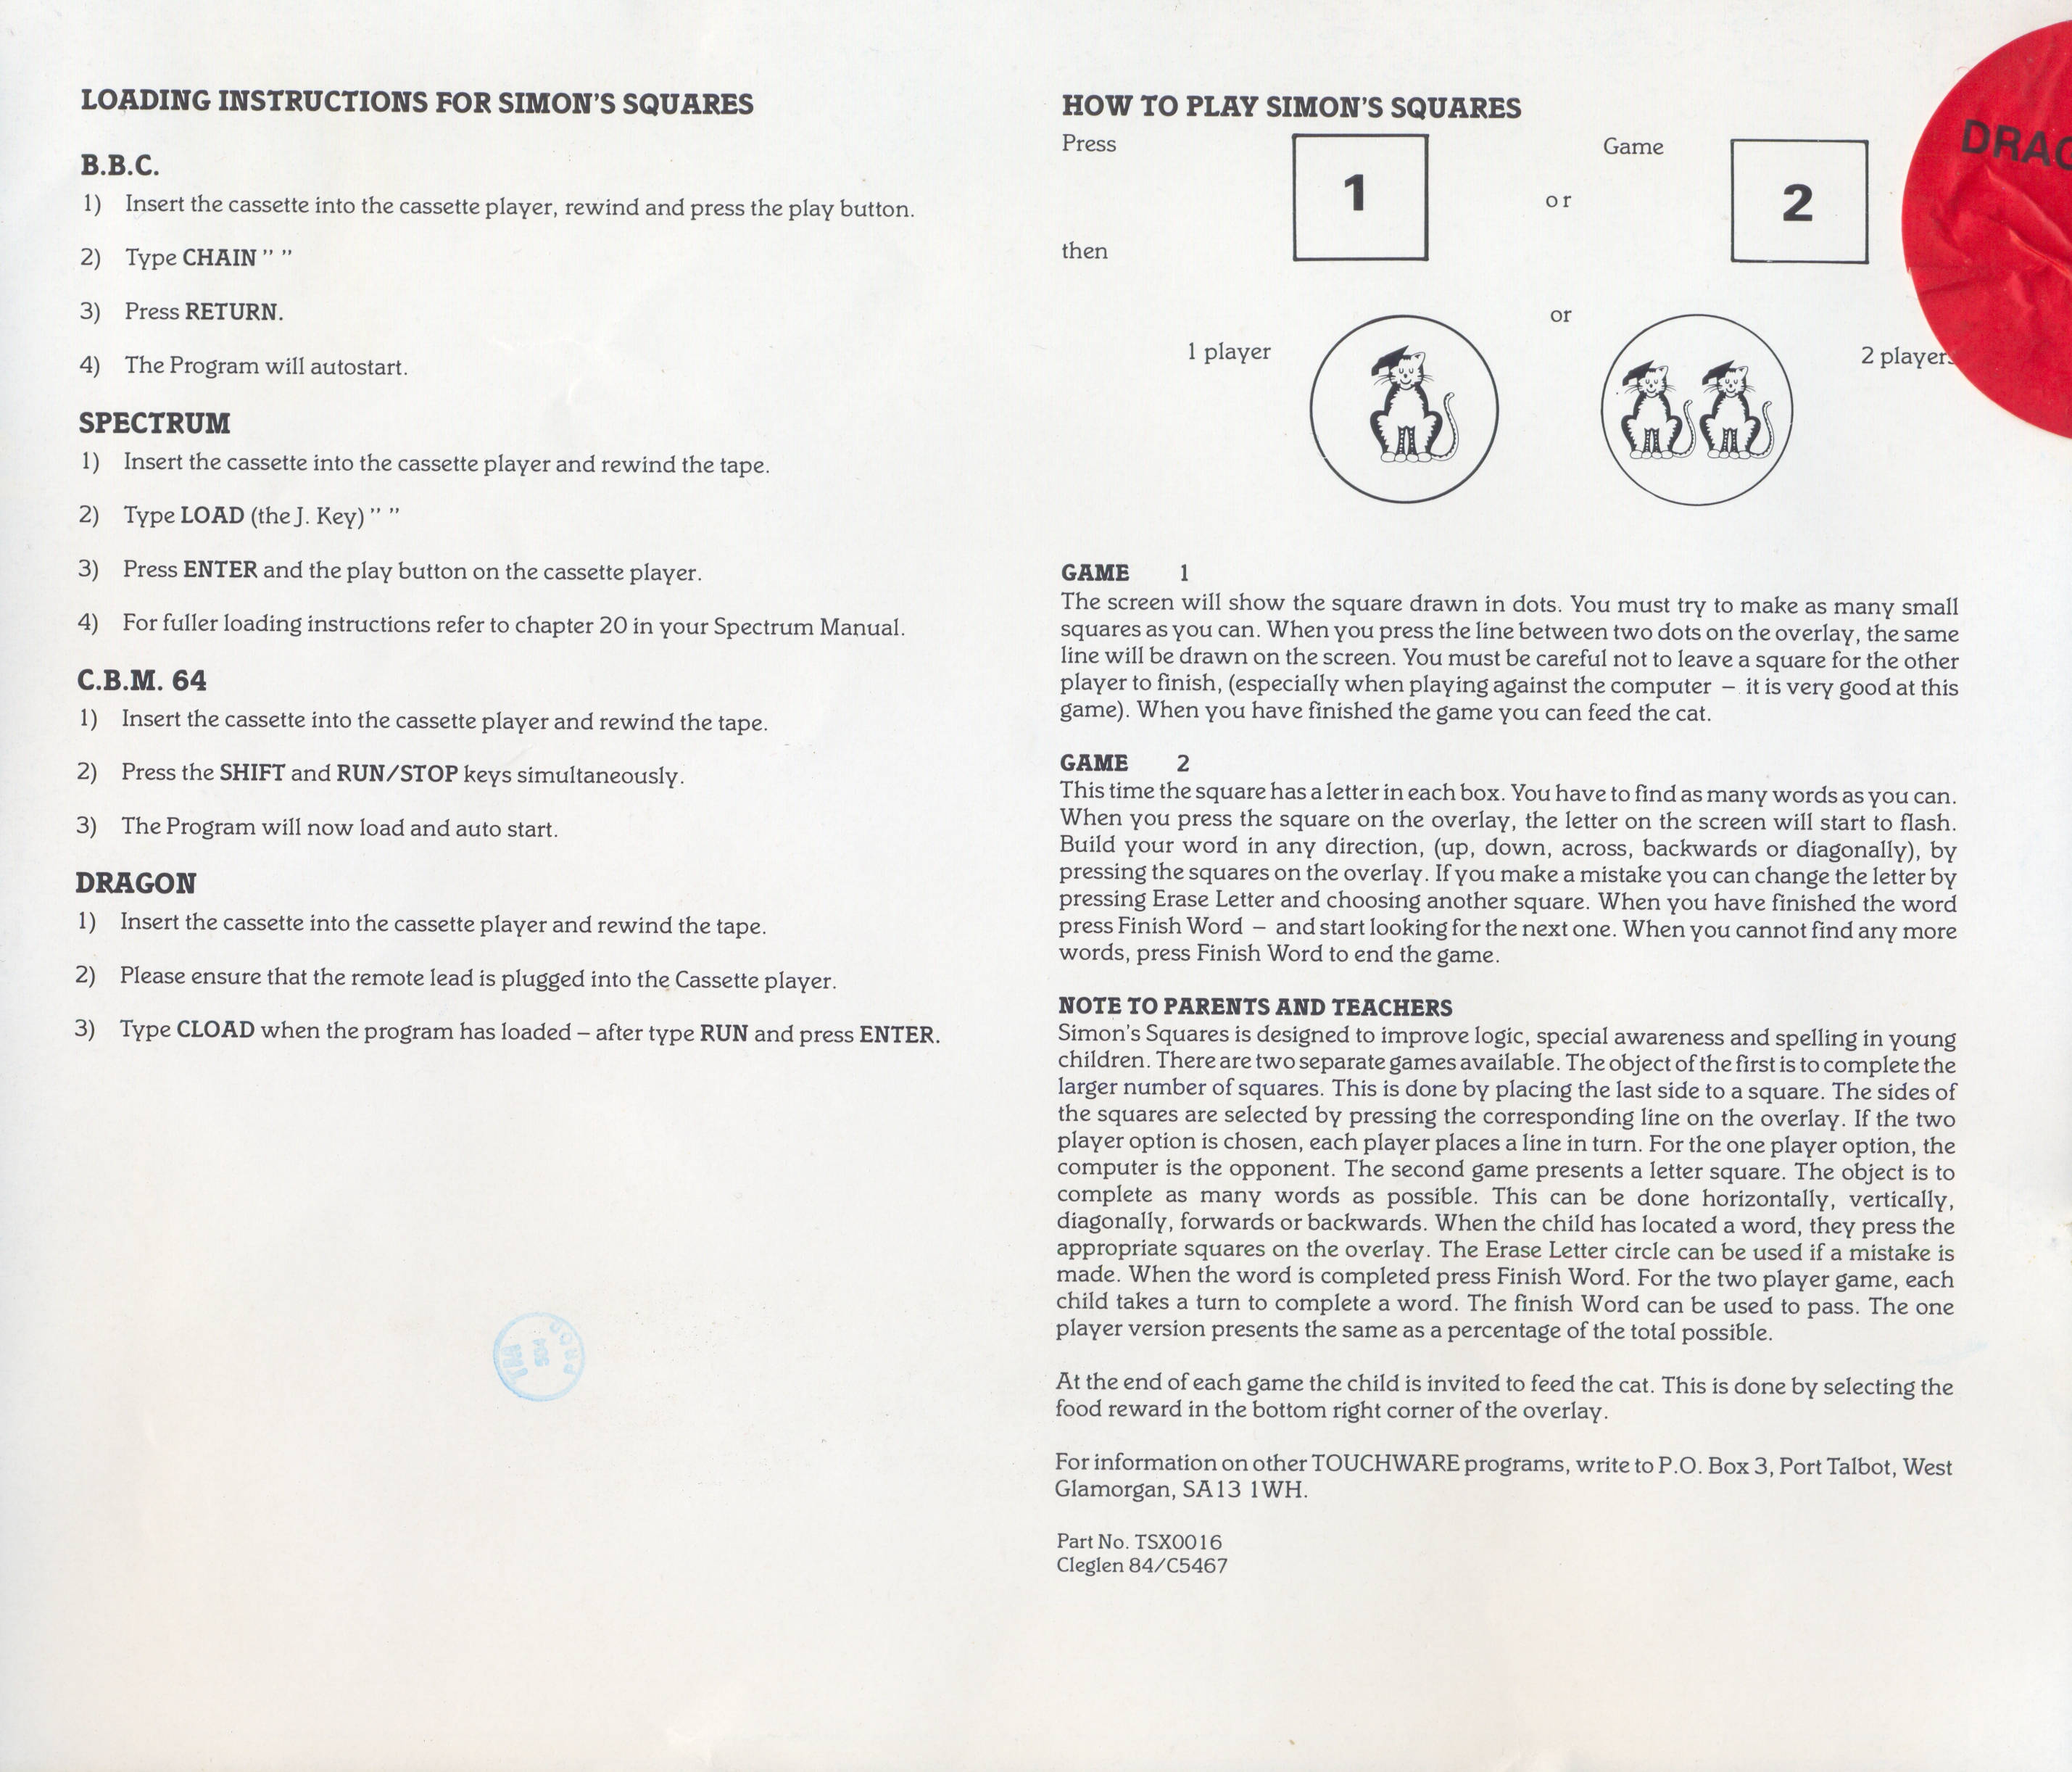 LOADING INSTRUCTIONS FOR SIMON'S SQUARES
B.B.C.
1) Insert the cassette into the cassette player, rewind and press the play button.
2) Type CHAIN " "
3) Press RETURN.
4) The Program will autostart.
SPECTRUM
1) Insert the cassette into the cassette player and rewind the tape.
2) Type LOAD (the J. Key) " "
3) Press ENTER and the play button on the cassette player.
4) For fuller loading instructions refer to chapter 20 in your Spectrum Manual.
C.B.M. 64
1) Insert the cassette into the cassette player and rewind the tape.
2) Press the SHIFT and RUN/STOP keys simultaneously.
3) The Program will now load and auto start.
DRAGON
1) Insert the cassette into the cassette player and rewind the tape.
2) Please ensure that the remote lead is plugged into the Cassette player.
3) Type CLOAD when the program has loaded – after type RUN and press ENTER.
HOW TO PLAY SIMON'S SQUARES
Press 1 or Game 2
then
1 player or 2 players
DRAG
GAME 1
The screen will show the square drawn in dots. You must try to make as many small
squares as you can. When you press the line between two dots on the overlay, the same
line will be drawn on the screen. You must be careful not to leave a square for the other
player to finish, (especially when playing against the computer – it is very good at this
game). When you have finished the game you can feed the cat.
GAME 2
This time the square has a letter in each box. You have to find as many words as you can.
When you press the square on the overlay, the letter on the screen will start to flash.
Build your word in any direction, (up, down, across, backwards or diagonally), by
pressing the squares on the overlay. If you make a mistake you can change the letter by
pressing Erase Letter and choosing another square. When you have finished the word
press Finish Word – and start looking for the next one. When you cannot find any more
words, press Finish Word to end the game.
NOTE TO PARENTS AND TEACHERS
Simon's Squares is designed to improve logic, special awareness and spelling in young
children. There are two separate games available. The object of the first is to complete the
larger number of squares. This is done by placing the last side to a square. The sides of
the squares are selected by pressing the corresponding line on the overlay. If the two
player option is chosen, each player places a line in turn. For the one player option, the
computer is the opponent. The second game presents a letter square. The object is to
complete as many words as possible. This can be done horizontally, vertically,
diagonally, forwards or backwards. When the child has located a word, they press the
appropriate squares on the overlay. The Erase Letter circle can be used if a mistake is
made. When the word is completed press Finish Word. For the two player game, each
child takes a turn to complete a word. The finish Word can be used to pass. The one
player version presents the same as a percentage of the total possible.
At the end of each game the child is invited to feed the cat. This is done by selecting the
food reward in the bottom right corner of the overlay.
For information on other TOUCHWARE programs, write to P.O. Box 3, Port Talbot, West
Glamorgan, SA13 1WH.
Part No. TSX0016
Cleglen 84/C5467